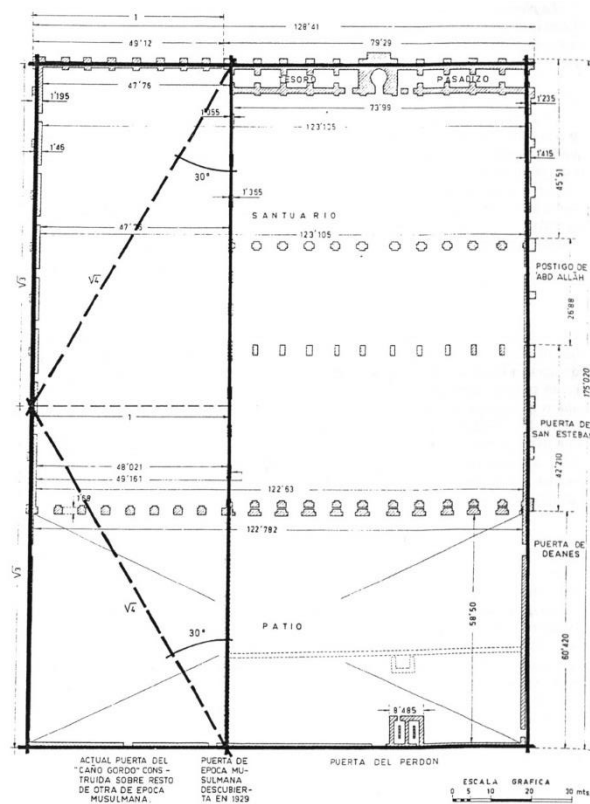 1
128'41
49'12
79'29
47'76
TESORO
PASADIZO
1'195
1'355
73'99
1'235
123'105
1'46
1'415
30°
1'355
45'51
SANTUARIO
123'105
√3
√4
POSTIGO DE
'ABD ALLÂH
26'88
175'020
1
PUERTA DE
SAN ESTEBAN
42'210
48'021
49'161
122'63
1'68
122'782
PUERTA DE
DEANES
√3
√4
58'50
60'420
30°
PATIO
8'485
ACTUAL PUERTA DEL
"CAÑO GORDO" CONS-
TRUIDA SOBRE RESTO
DE OTRA DE EPOCA
MUSULMANA.
PUERTA DE
EPOCA MU-
SULMANA
DESCUBIER-
TA EN 1929
PUERTA DEL PERDON
ESCALA GRAFICA
0 5 10 20 30 mts